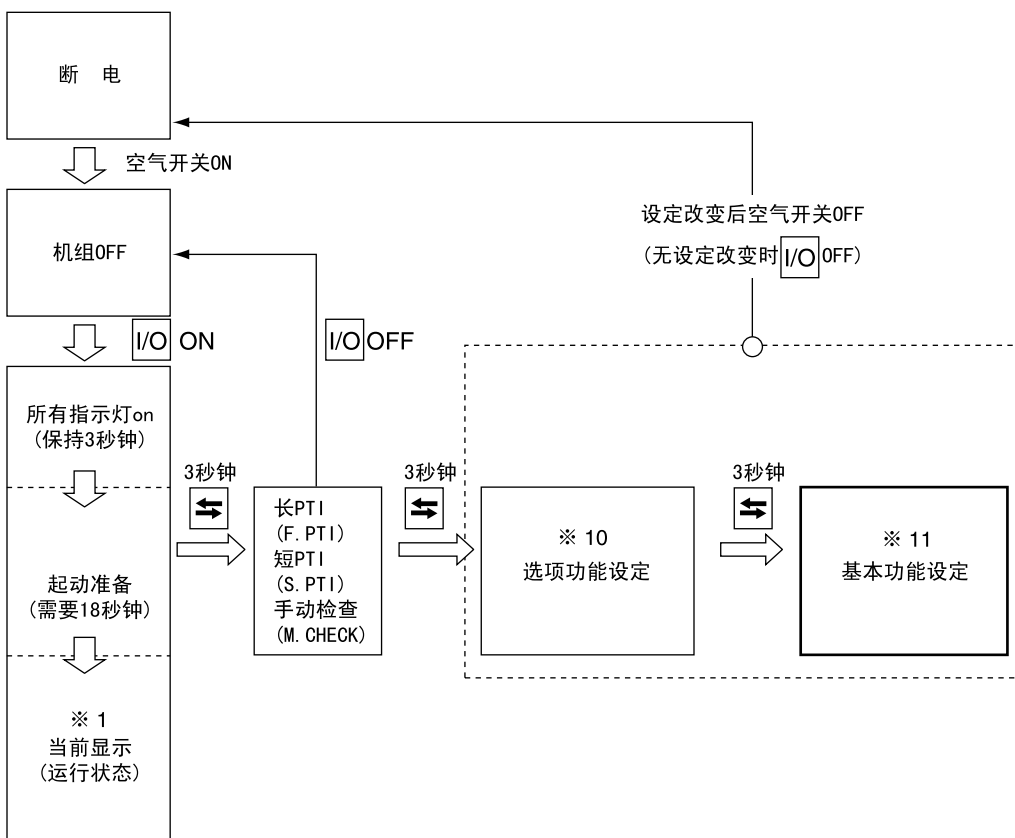 断 电
空气开关ON
设定改变后空气开关OFF
(无设定改变时 I/O OFF)
机组OFF
I/O ON
I/O OFF
所有指示灯on
(保持3秒钟)
3秒钟
3秒钟
3秒钟
长PTI
(F.PTI)
短PTI
(S.PTI)
手动检查
(M.CHECK)
※ 10
选项功能设定
※ 11
基本功能设定
起动准备
(需要18秒钟)
※ 1
当前显示
(运行状态)